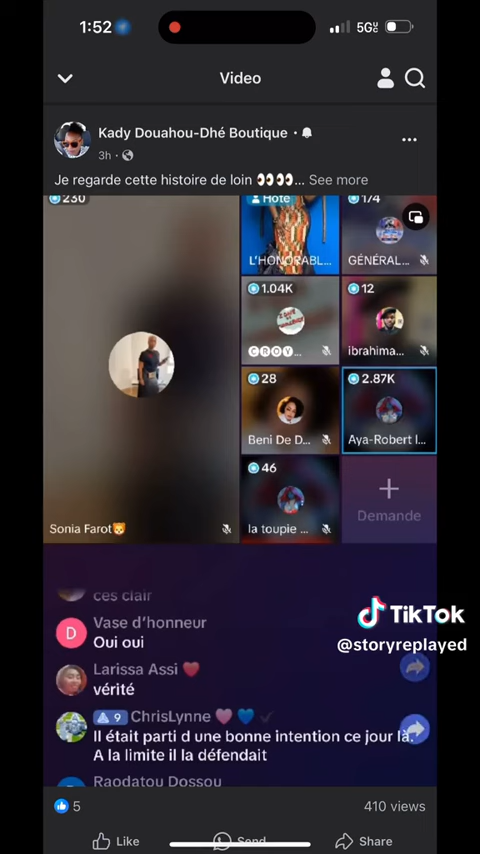 1:52
5G
Video
Kady Douahou-Dhé Boutique
3h
Je regarde cette histoire de loin 👀👀... See more
230
Hôte
L'HONORABL...
174
GÉNÉRAL...
1.04K
CROY...
12
ibrahima...
28
Beni De D...
2.87K
Aya-Robert l...
46
la toupie ...
+
Demande
Sonia Farot🦁
ces clair
TikTok
@storyreplayed
D
Vase d'honneur
Oui oui
Larissa Assi ❤️
vérité
9 ChrisLynne 🩷 💙
Il était parti d une bonne intention ce jour là.
A la limite il la défendait
Raodatou Dossou
5
410 views
Like
Send
Share